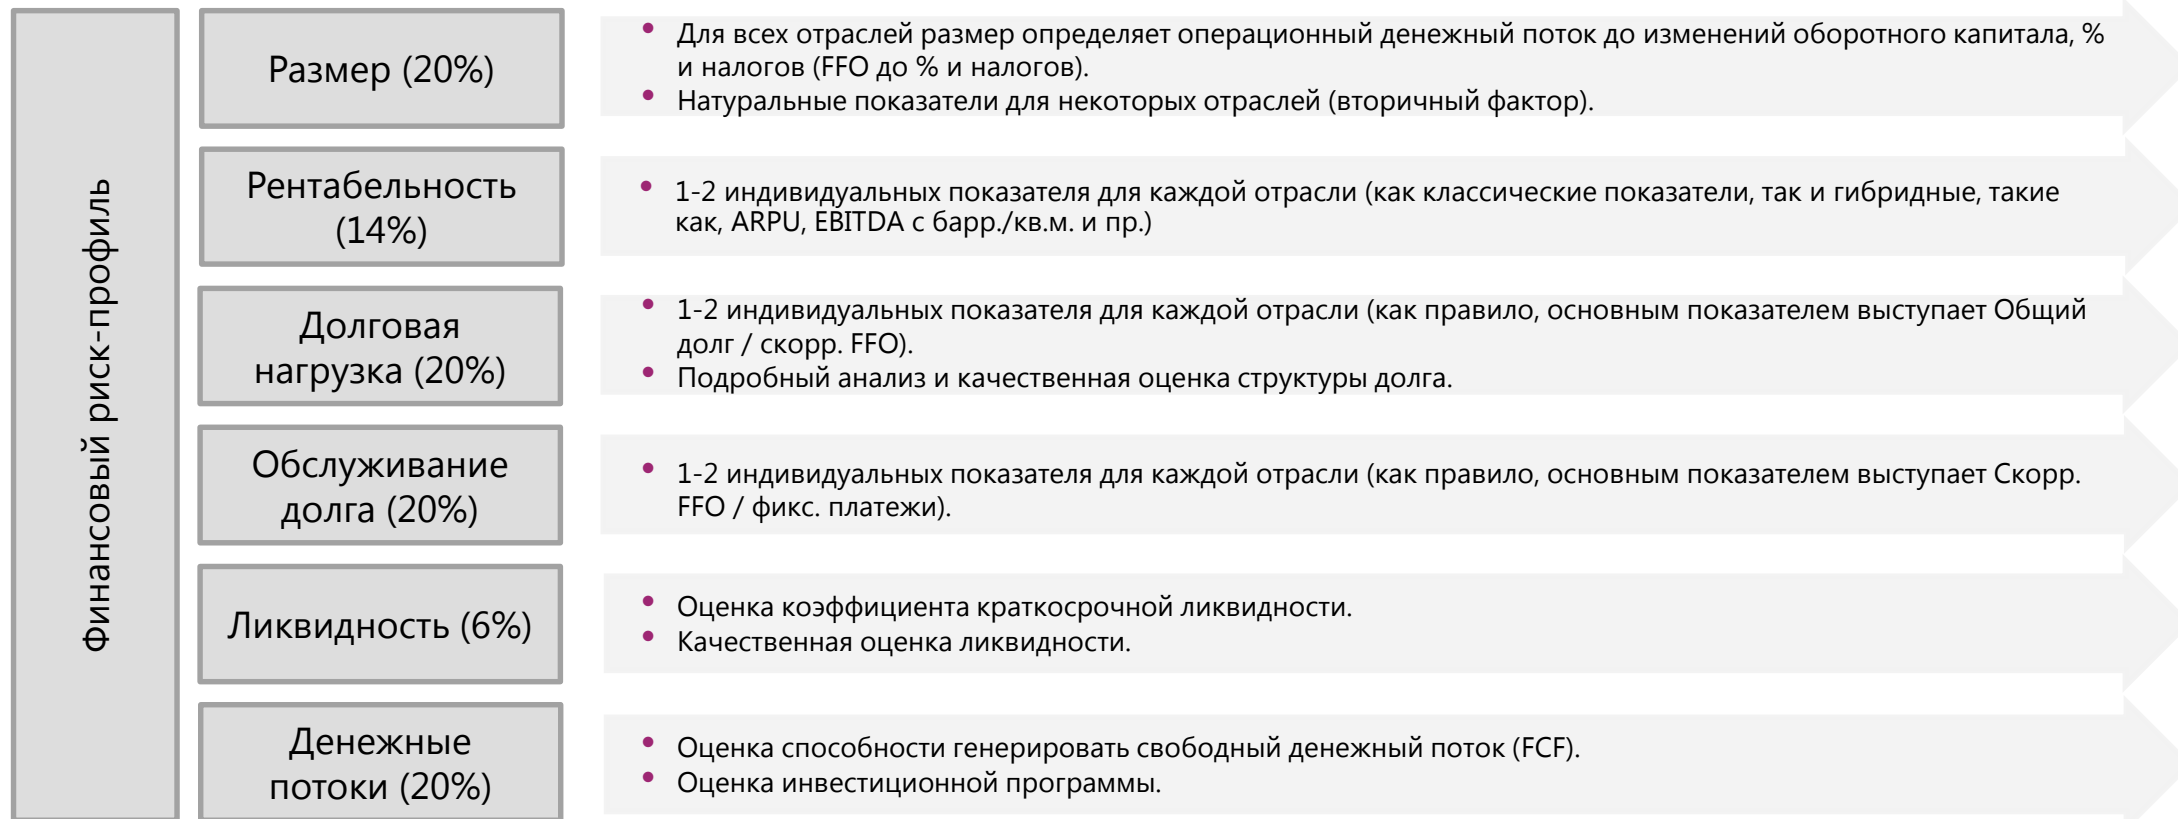 Финансовый риск-профиль
Размер (20%)
• Для всех отраслей размер определяет операционный денежный поток до изменений оборотного капитала, %
и налогов (FFO до % и налогов).
• Натуральные показатели для некоторых отраслей (вторичный фактор).
Рентабельность
(14%)
• 1-2 индивидуальных показателя для каждой отрасли (как классические показатели, так и гибридные, такие
как, ARPU, EBITDA с барр./кв.м. и пр.)
Долговая
нагрузка (20%)
• 1-2 индивидуальных показателя для каждой отрасли (как правило, основным показателем выступает Общий
долг / скорр. FFO).
• Подробный анализ и качественная оценка структуры долга.
Обслуживание
долга (20%)
• 1-2 индивидуальных показателя для каждой отрасли (как правило, основным показателем выступает Скорр.
FFO / фикс. платежи).
Ликвидность (6%)
• Оценка коэффициента краткосрочной ликвидности.
• Качественная оценка ликвидности.
Денежные
потоки (20%)
• Оценка способности генерировать свободный денежный поток (FCF).
• Оценка инвестиционной программы.